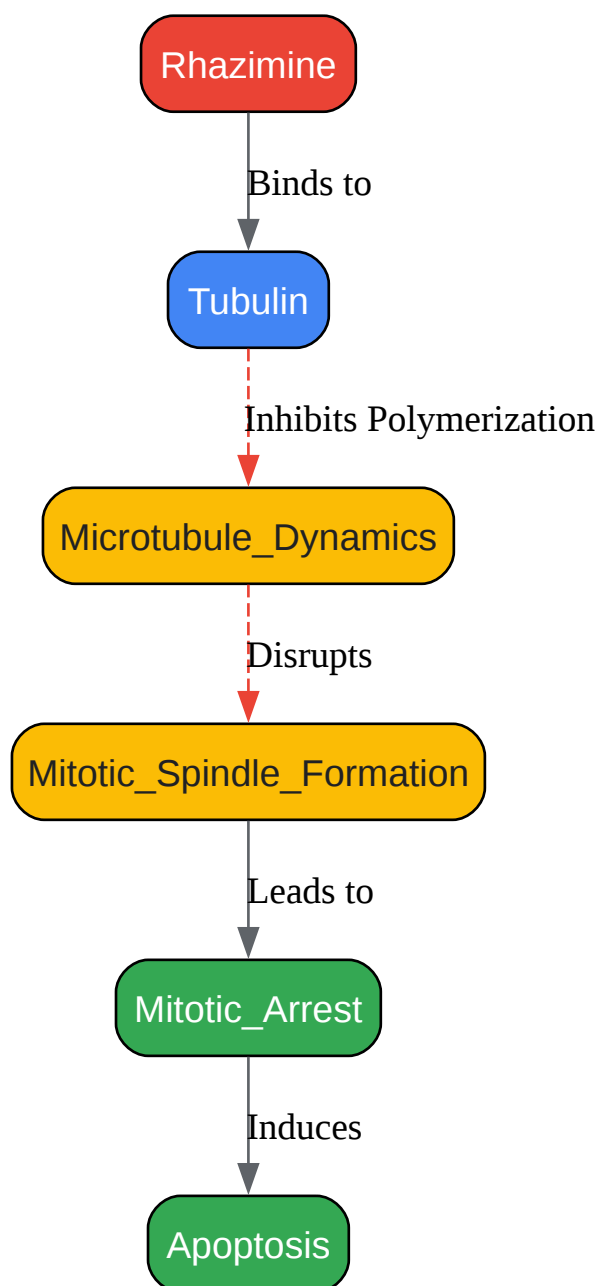 Rhazimine
Binds to
Tubulin
Inhibits Polymerization
Microtubule_Dynamics
Disrupts
Mitotic_Spindle_Formation
Leads to
Mitotic_Arrest
Induces
Apoptosis